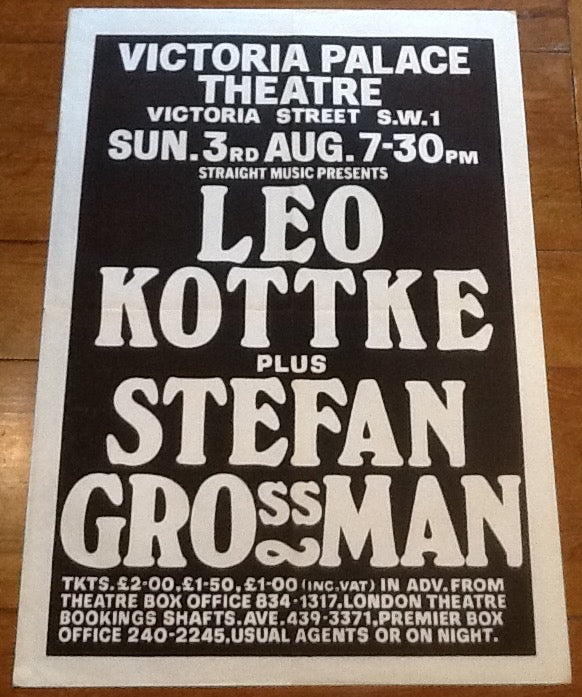 VICTORIA PALACE
THEATRE
VICTORIA STREET S.W.1
SUN. 3RD AUG. 7-30PM
STRAIGHT MUSIC PRESENTS
LEO
KOTTKE
PLUS
STEFAN
GROSSMAN
TKTS. £2-00, £1-50, £1-00 (INC. VAT) IN ADV. FROM
THEATRE BOX OFFICE 834-1317. LONDON THEATRE
BOOKINGS SHAFTS. AVE. 439-3371. PREMIER BOX
OFFICE 240-2245, USUAL AGENTS OR ON NIGHT.